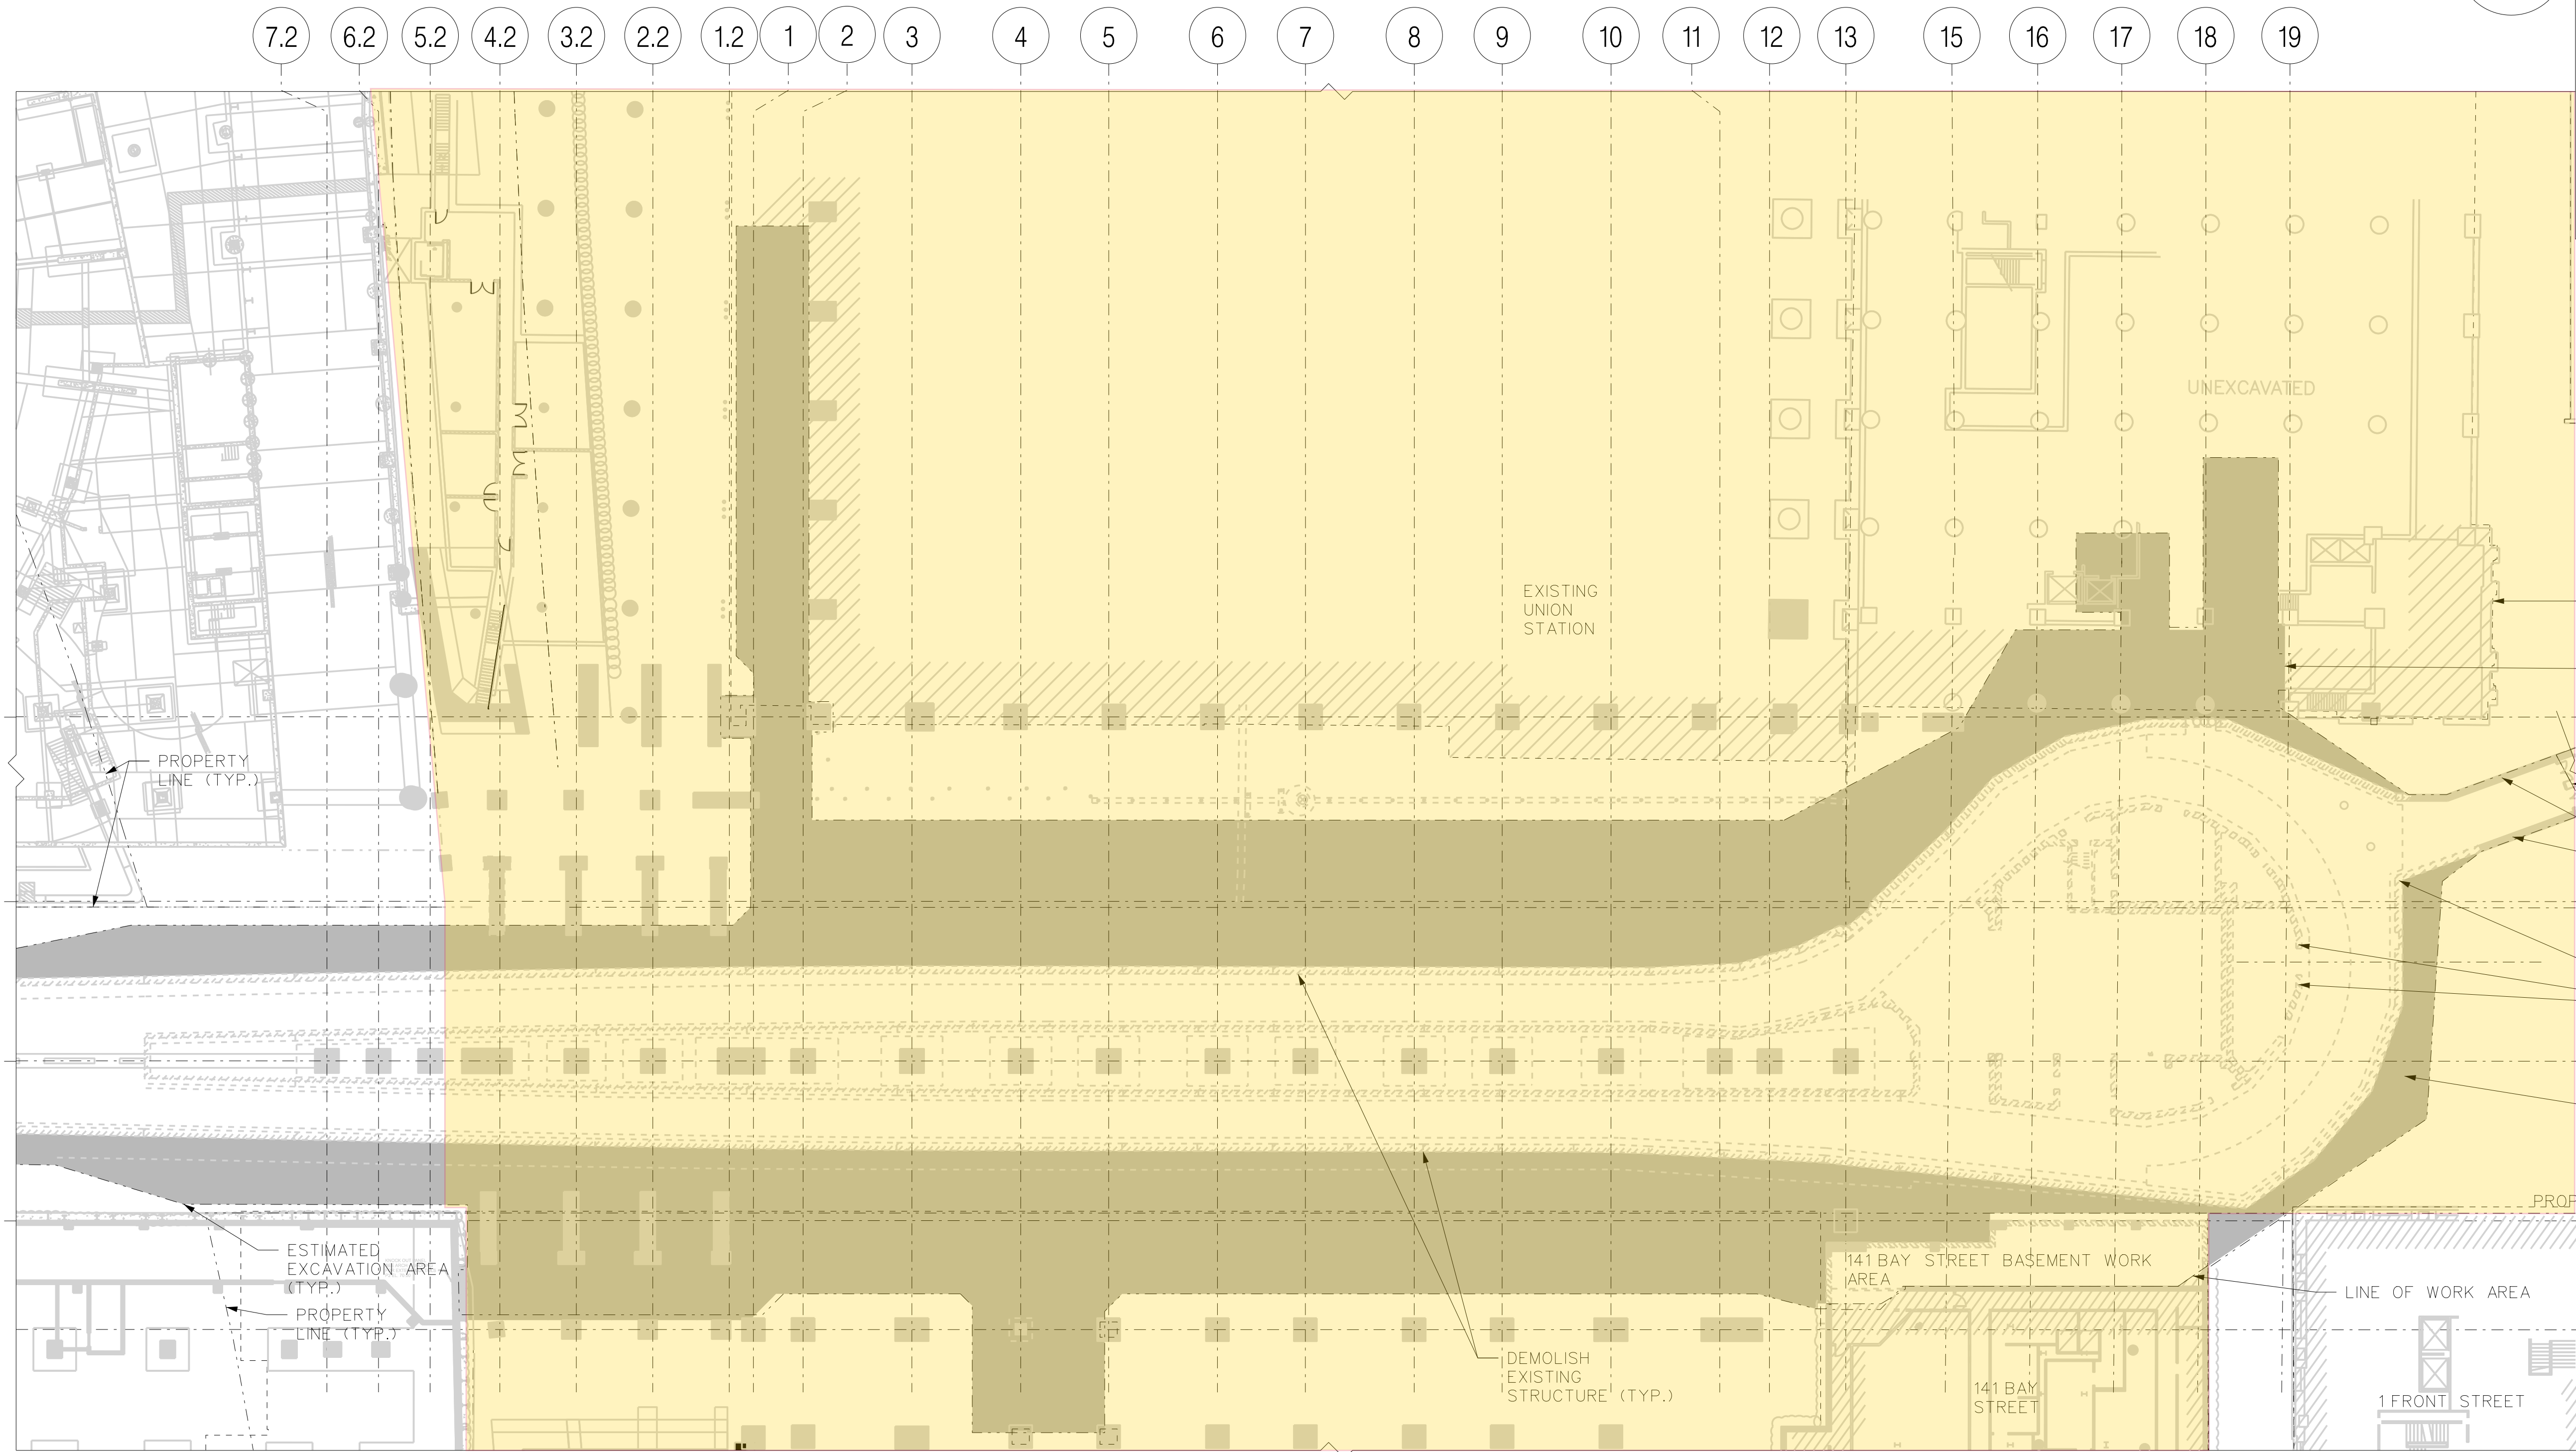 7.2 6.2 5.2 4.2 3.2 2.2 1.2 1 2 3 4 5 6 7 8 9 10 11 12 13 15 16 17 18 19
UNEXCAVATED
EXISTING
UNION
STATION
PROPERTY
LINE (TYP.)
PROP
ESTIMATED
EXCAVATION AREA
(TYP.)
PROPERTY
LINE (TYP.)
141 BAY STREET BASEMENT WORK
AREA
LINE OF WORK AREA
DEMOLISH
EXISTING
STRUCTURE (TYP.)
141 BAY
STREET
1 FRONT STREET